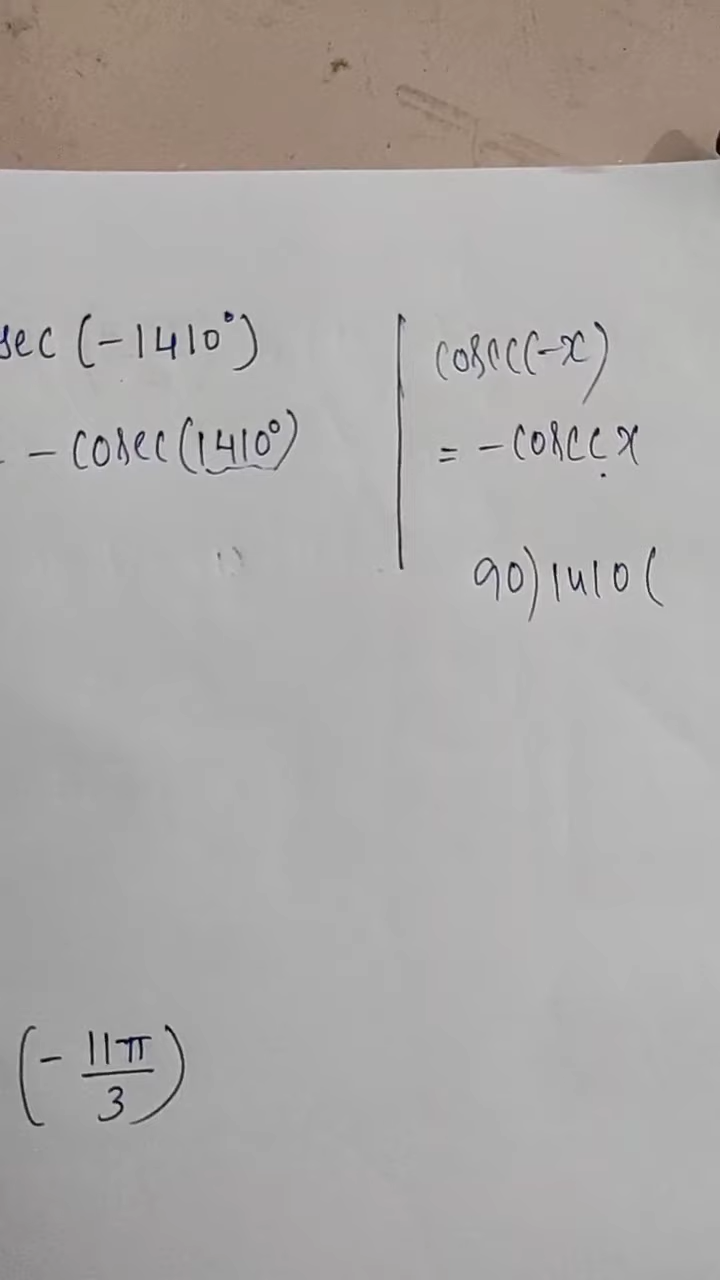 sec (-1410°)
- cosec (1410°)
cosec(-x)
= -cosec x
90)1410(
(- 11π/3)